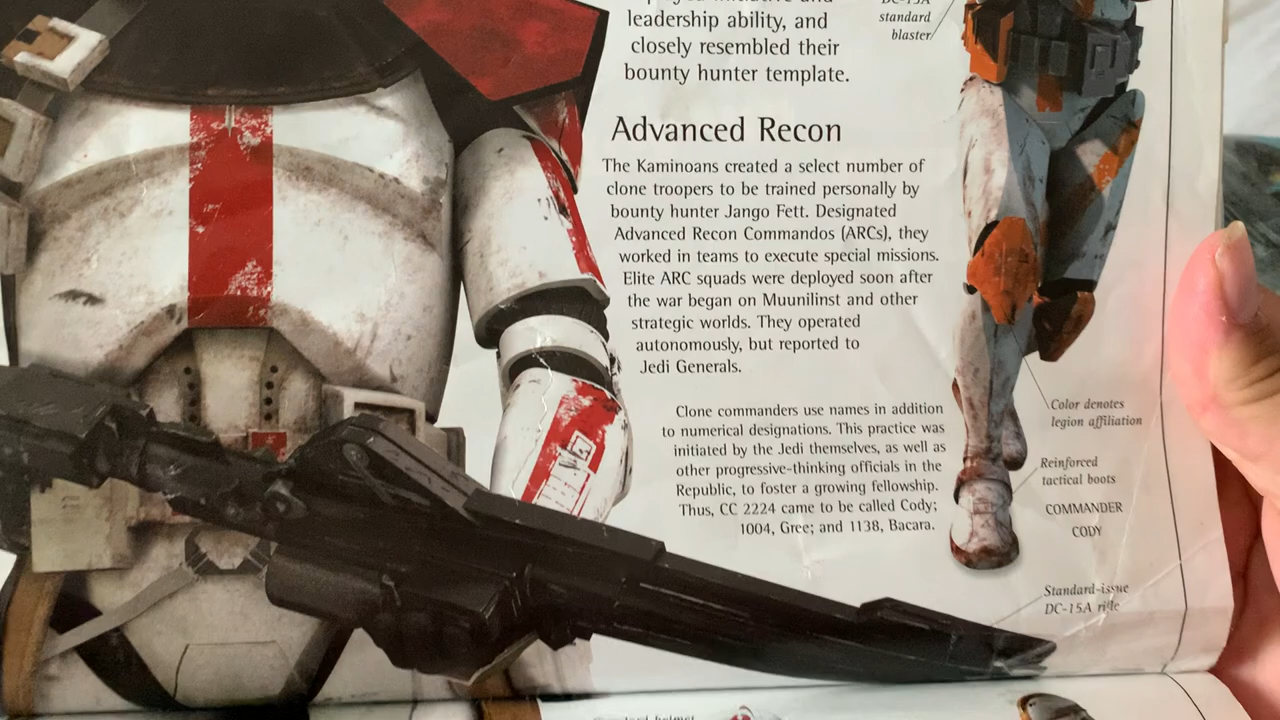 initiative and
leadership ability, and
closely resembled their
bounty hunter template.
DC-15A
standard
blaster
Advanced Recon
The Kaminoans created a select number of
clone troopers to be trained personally by
bounty hunter Jango Fett. Designated
Advanced Recon Commandos (ARCs), they
worked in teams to execute special missions.
Elite ARC squads were deployed soon after
the war began on Muunilinst and other
strategic worlds. They operated
autonomously, but reported to
Jedi Generals.
Clone commanders use names in addition
to numerical designations. This practice was
initiated by the Jedi themselves, as well as
other progressive-thinking officials in the
Republic, to foster a growing fellowship.
Thus, CC 2224 came to be called Cody;
1004, Gree; and 1138, Bacara.
Color denotes
legion affiliation
Reinforced
tactical boots
COMMANDER
CODY
Standard-issue
DC-15A rifle
helmet